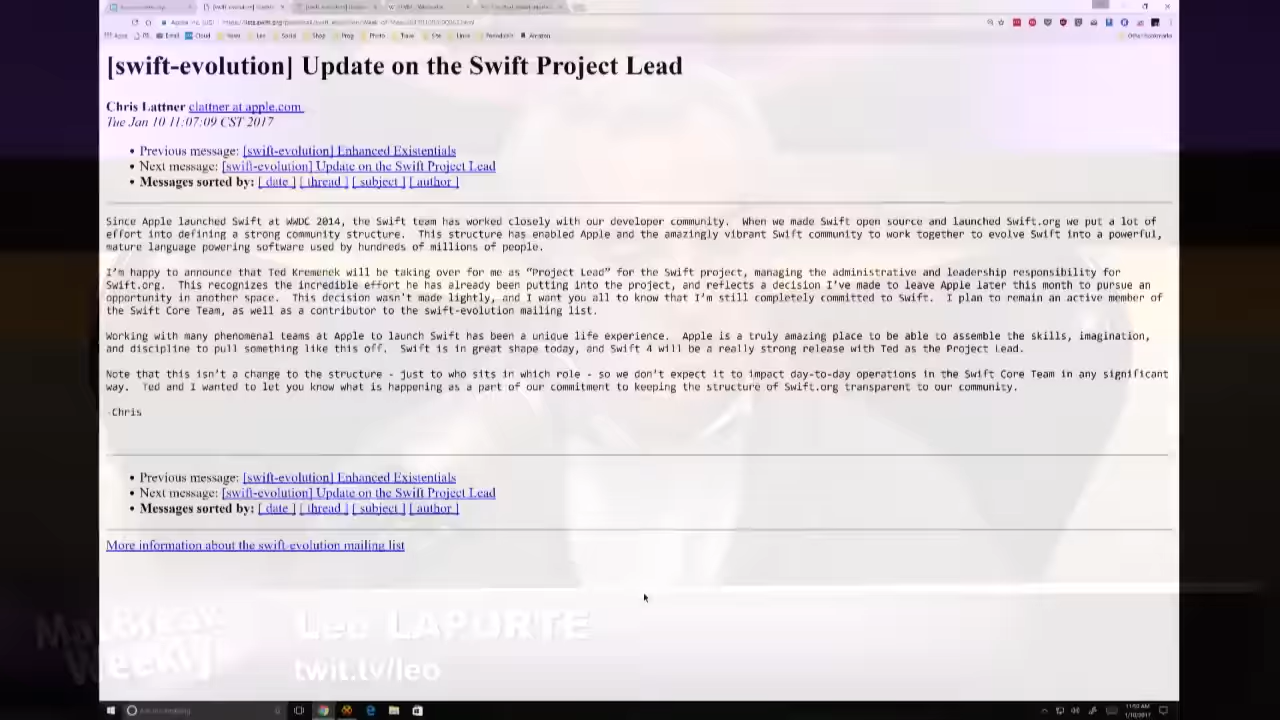 [swift-evolution] Update on the Swift Project Lead
Chris Lattner clattner at apple.com
Tue Jan 10 11:07:09 CST 2017
• Previous message: [swift-evolution] Enhanced Existentials
• Next message: [swift-evolution] Update on the Swift Project Lead
• Messages sorted by: [ date ] [ thread ] [ subject ] [ author ]
Since Apple launched Swift at WWDC 2014, the Swift team has worked closely with our developer community. When we made Swift open source and launched Swift.org we put a lot of
effort into defining a strong community structure. This structure has enabled Apple and the amazingly vibrant Swift community to work together to evolve Swift into a powerful,
mature language powering software used by hundreds of millions of people.
I'm happy to announce that Ted Kremenek will be taking over for me as "Project Lead" for the Swift project, managing the administrative and leadership responsibility for
Swift.org. This recognizes the incredible effort he has already been putting into the project, and reflects a decision I've made to leave Apple later this month to pursue an
opportunity in another space. This decision wasn't made lightly, and I want you all to know that I'm still completely committed to Swift. I plan to remain an active member of
the Swift Core Team, as well as a contributor to the swift-evolution mailing list.
Working with many phenomenal teams at Apple to launch Swift has been a unique life experience. Apple is a truly amazing place to be able to assemble the skills, imagination,
and discipline to pull something like this off. Swift is in great shape today, and Swift 4 will be a really strong release with Ted as the Project Lead.
Note that this isn't a change to the structure - just to who sits in which role - so we don't expect it to impact day-to-day operations in the Swift Core Team in any significant
way. Ted and I wanted to let you know what is happening as a part of our commitment to keeping the structure of Swift.org transparent to our community.
-Chris
• Previous message: [swift-evolution] Enhanced Existentials
• Next message: [swift-evolution] Update on the Swift Project Lead
• Messages sorted by: [ date ] [ thread ] [ subject ] [ author ]
More information about the swift-evolution mailing list
MacBreak
Weekly
Leo LAPORTE
twit.tv/leo